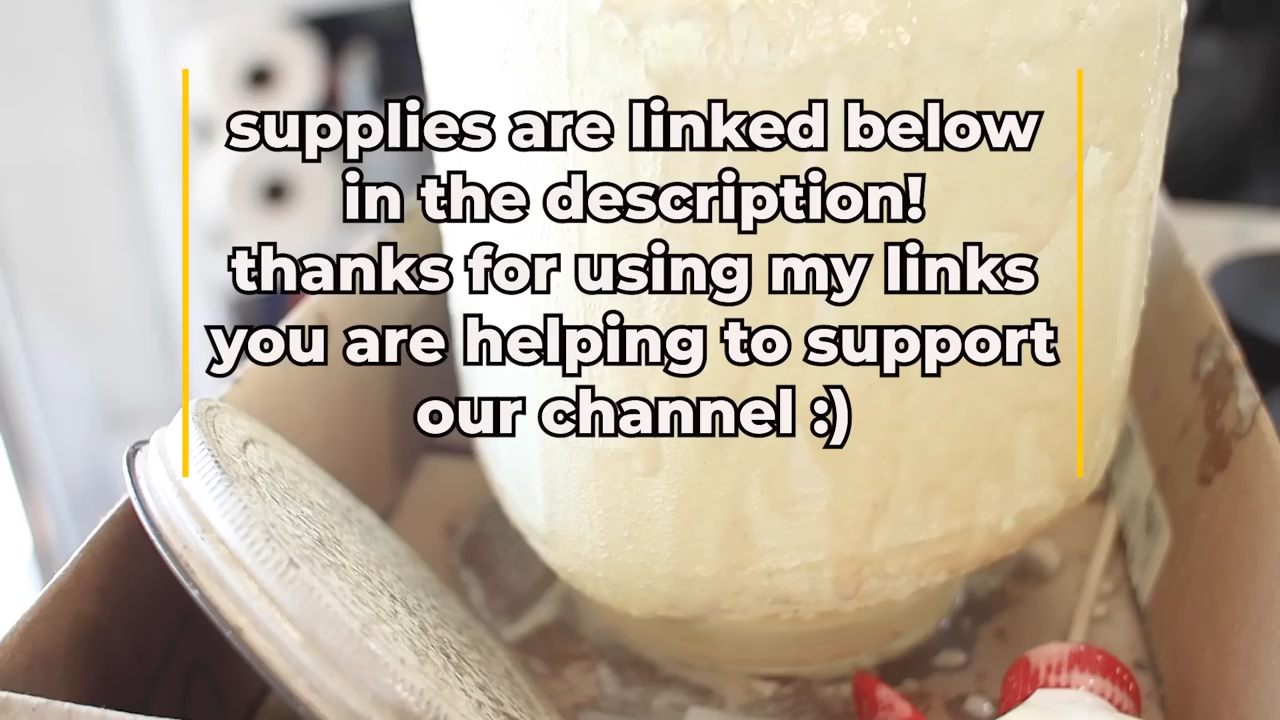 supplies are linked below
in the description!
thanks for using my links
you are helping to support
our channel :)